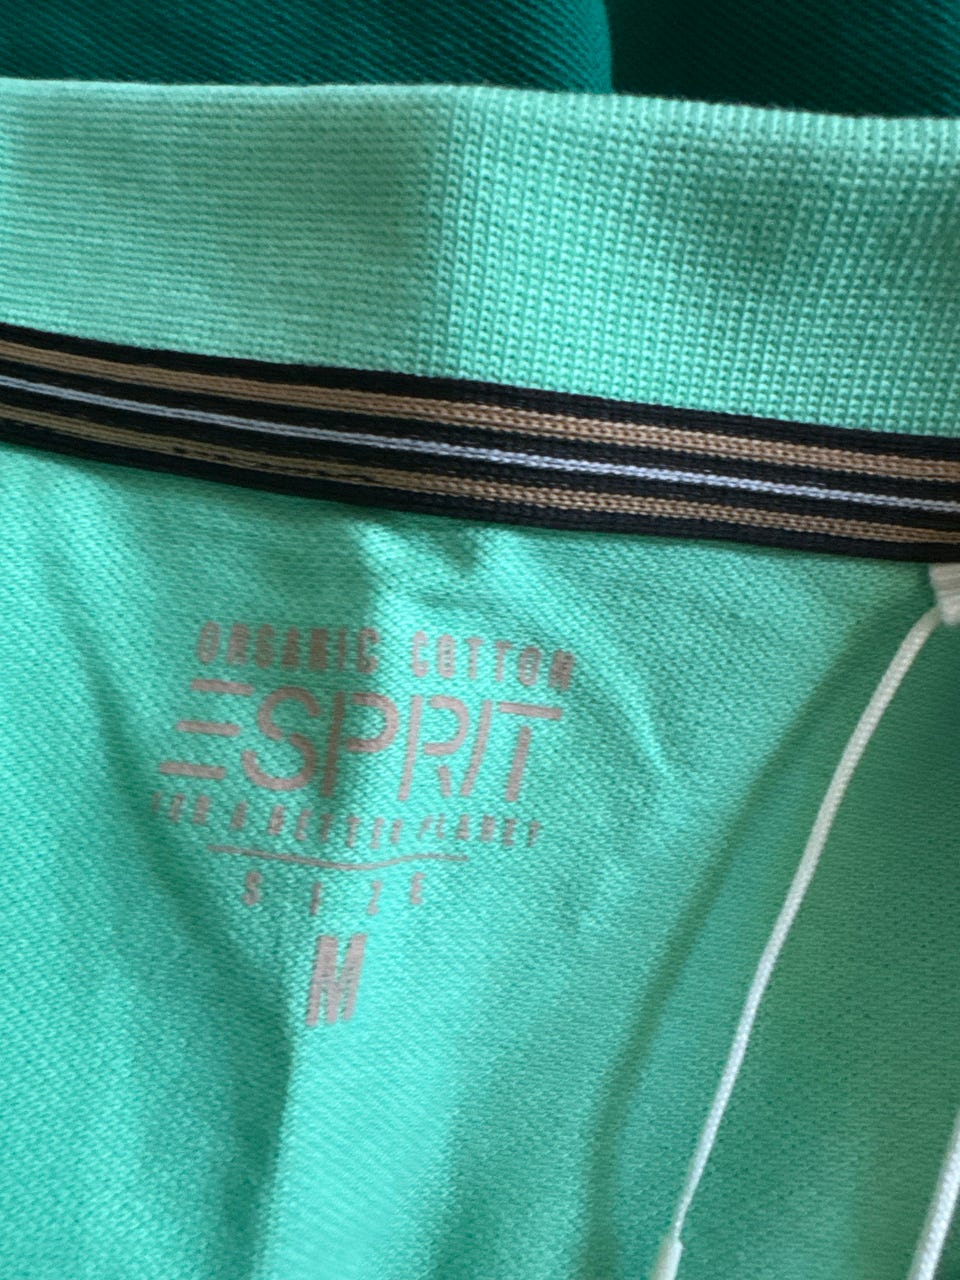 ORGANIC COTTON
ESPRIT
FOR A BETTER PLANET
SIZE
M